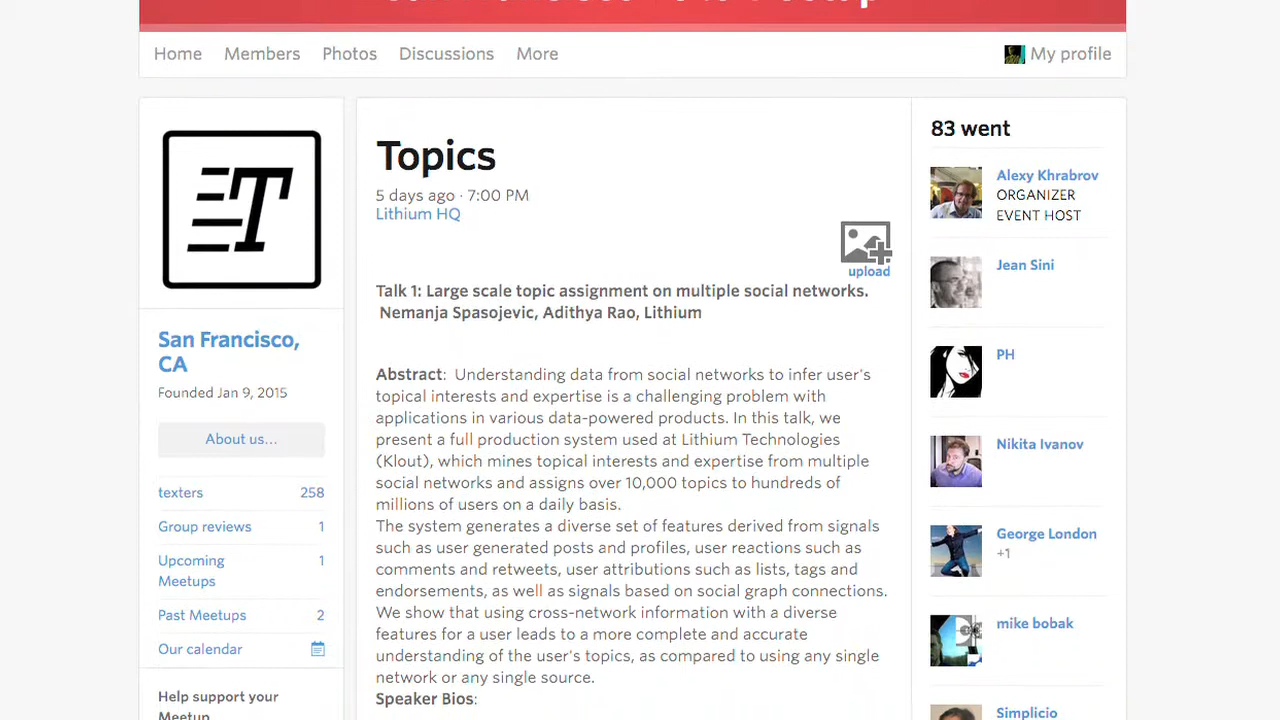 Home Members Photos Discussions More My profile
ET
San Francisco,
CA
Founded Jan 9, 2015
About us...
texters 258
Group reviews 1
Upcoming
Meetups 1
Past Meetups 2
Our calendar
Help support your
Meetup
Topics
5 days ago · 7:00 PM
Lithium HQ
upload
Talk 1: Large scale topic assignment on multiple social networks.
Nemanja Spasojevic, Adithya Rao, Lithium
Abstract: Understanding data from social networks to infer user's
topical interests and expertise is a challenging problem with
applications in various data-powered products. In this talk, we
present a full production system used at Lithium Technologies
(Klout), which mines topical interests and expertise from multiple
social networks and assigns over 10,000 topics to hundreds of
millions of users on a daily basis.
The system generates a diverse set of features derived from signals
such as user generated posts and profiles, user reactions such as
comments and retweets, user attributions such as lists, tags and
endorsements, as well as signals based on social graph connections.
We show that using cross-network information with a diverse
features for a user leads to a more complete and accurate
understanding of the user's topics, as compared to using any single
network or any single source.
Speaker Bios:
83 went
Alexy Khrabrov
ORGANIZER
EVENT HOST
Jean Sini
PH
Nikita Ivanov
George London
+1
mike bobak
Simplicio